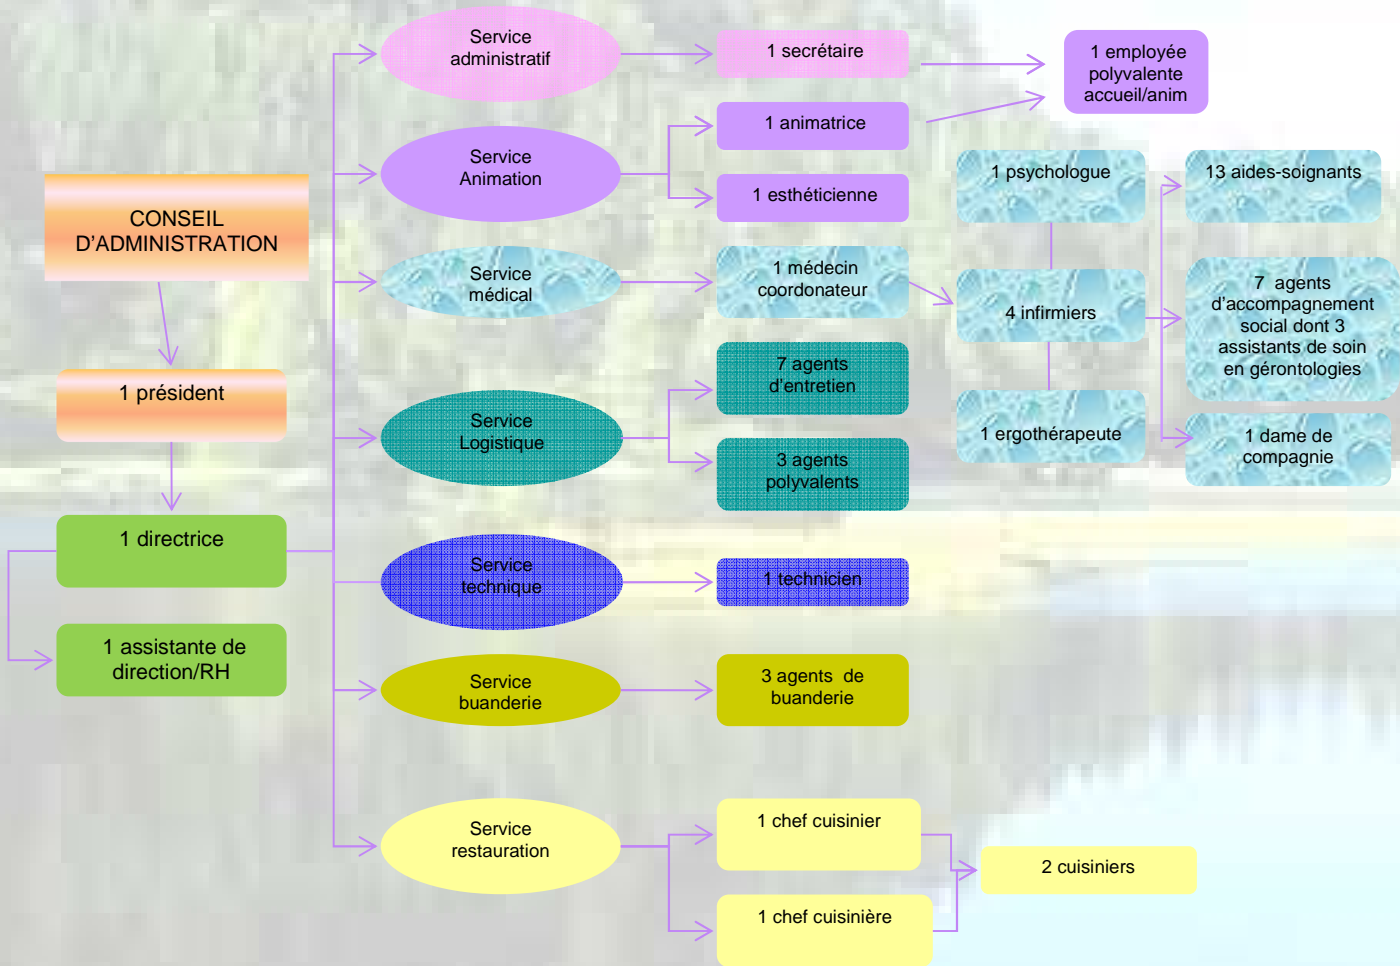 CONSEIL
D'ADMINISTRATION
1 président
1 directrice
1 assistante de
direction/RH
Service
administratif
1 secrétaire
1 employée
polyvalente
accueil/anim
Service
Animation
1 animatrice
1 esthéticienne
Service
médical
1 médecin
coordonateur
1 psychologue
4 infirmiers
1 ergothérapeute
13 aides-soignants
7 agents
d'accompagnement
social dont 3
assistants de soin
en gérontologies
1 dame de
compagnie
Service
Logistique
7 agents
d'entretien
3 agents
polyvalents
Service
technique
1 technicien
Service
buanderie
3 agents de
buanderie
Service
restauration
1 chef cuisinier
1 chef cuisinière
2 cuisiniers